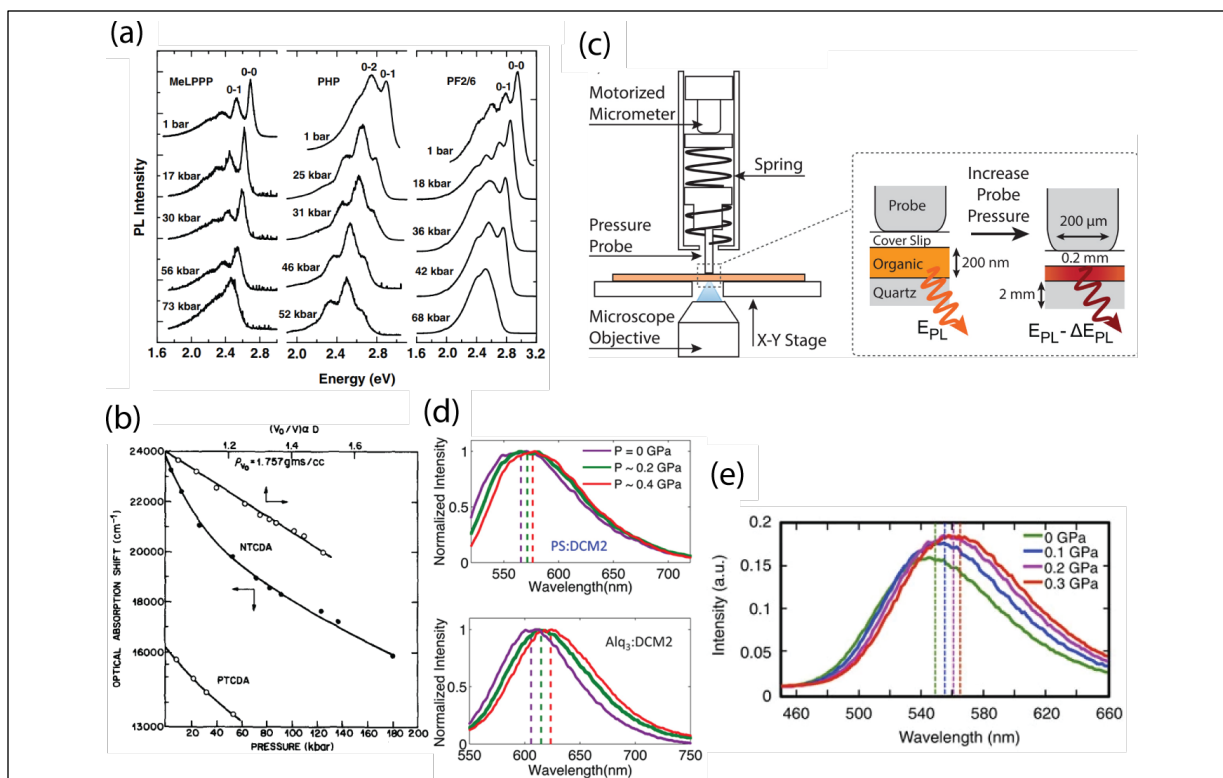 (a)
PL Intensity
MeLPPP
0-1
0-0
1 bar
17 kbar
30 kbar
56 kbar
73 kbar
PHP
0-2
0-1
1 bar
25 kbar
31 kbar
46 kbar
52 kbar
PF2/6
0-0
0-1
1 bar
18 kbar
36 kbar
42 kbar
68 kbar
1.6 2.0 2.4 2.8 2.0 2.4 2.8 1.6 2.0 2.4 2.8 3.2
Energy (eV)
(c)
Motorized
Micrometer
Spring
Pressure
Probe
Microscope
Objective
X-Y Stage
Probe
Cover Slip
Organic
Quartz
200 nm
2 mm
EPL
Increase
Probe
Pressure
200 µm
0.2 mm
EPL - ΔEPL
(b)
(V₀/V)α D
1.2 1.4 1.6
ρV₀ = 1.757 gms/cc
OPTICAL ABSORPTION SHIFT (cm⁻¹)
24000
22000
20000
18000
16000
13000
NTCDA
PTCDA
0 20 40 60 80 100 120 140 160 180 200
PRESSURE (kbar)
(d)
Normalized Intensity
1
0.5
0
P = 0 GPa
P ~ 0.2 GPa
P ~ 0.4 GPa
PS:DCM2
550 600 650 700
Wavelength(nm)
Normalized Intensity
1
0.5
0
Alq₃:DCM2
550 600 650 700 750
Wavelength(nm)
(e)
Intensity (a.u.)
0.2
0.15
0.1
0.05
0
0 GPa
0.1 GPa
0.2 GPa
0.3 GPa
460 500 540 580 620 660
Wavelength (nm)